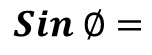 Sin ∅ =